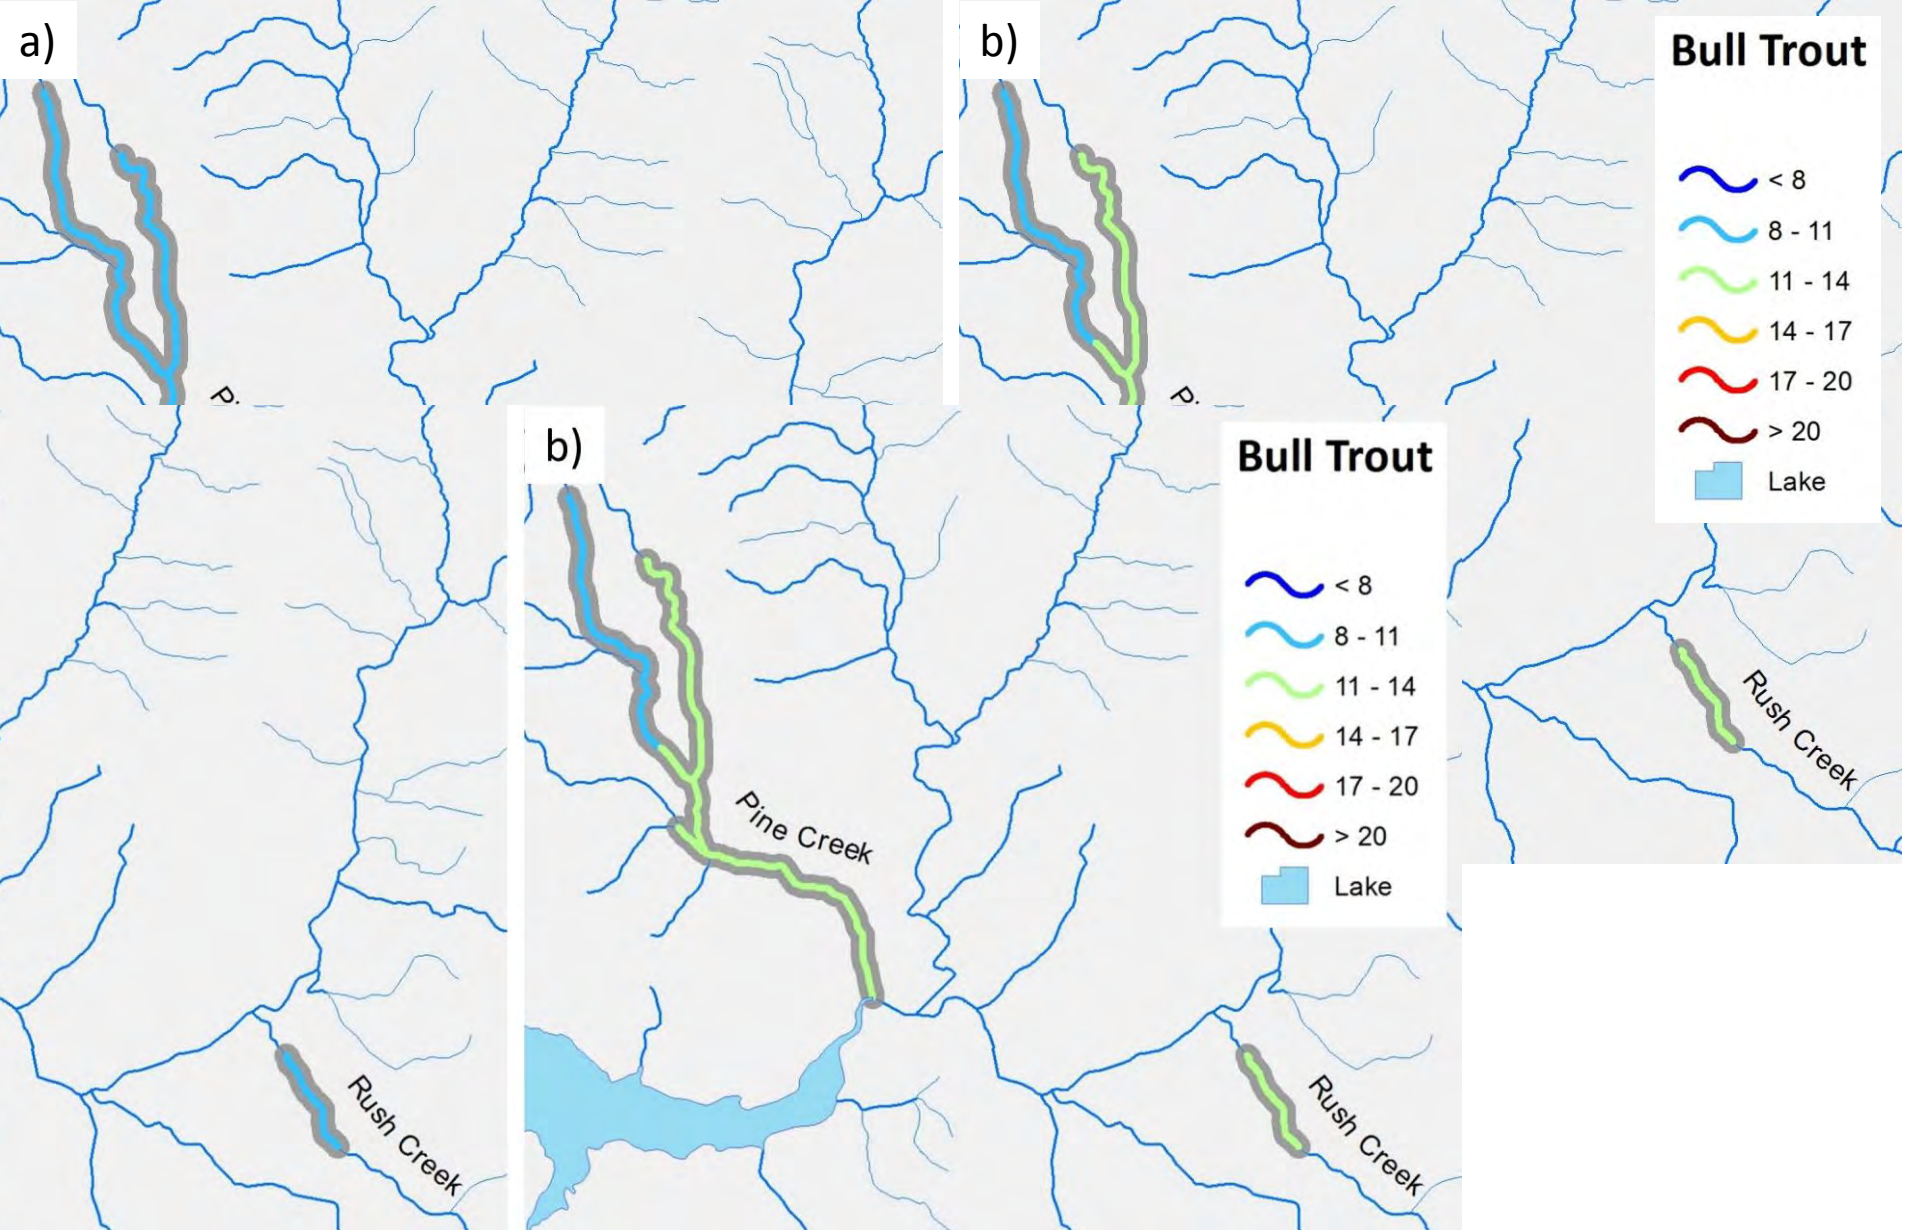 a)
b)
Bull Trout
< 8
8 - 11
11 - 14
14 - 17
17 - 20
> 20
Lake
Rush Creek
b)
Bull Trout
< 8
8 - 11
11 - 14
14 - 17
17 - 20
> 20
Lake
Pine Creek
Rush Creek
Rush Creek